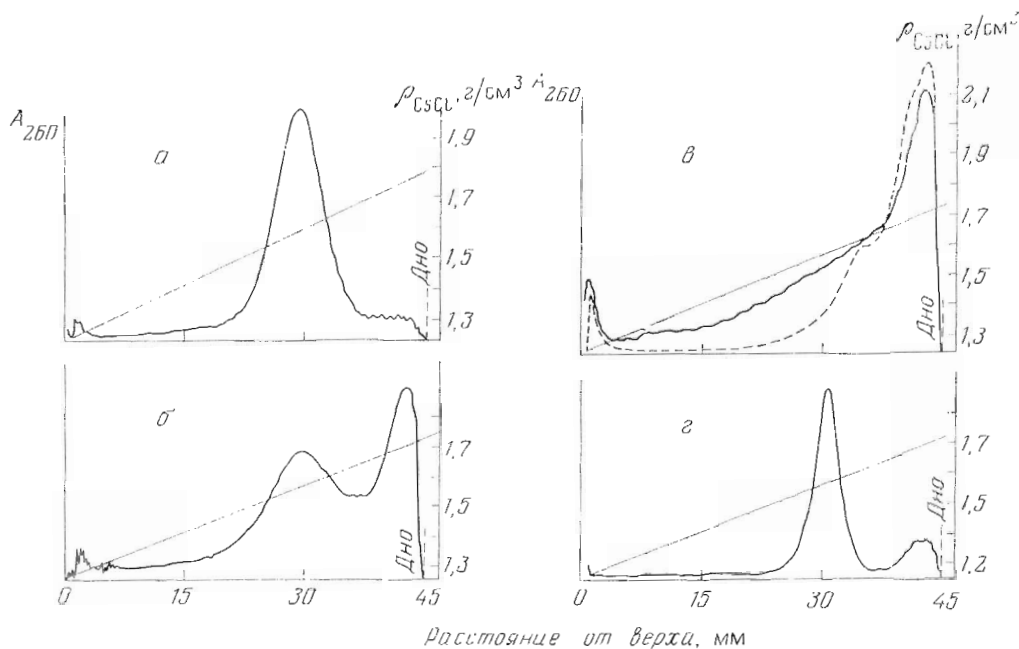 A260
ρCsCl, г/см3
а
1,9
1,7
1,5
1,3
Дно
A260
ρCsCl, г/см3
в
2,1
1,9
1,7
1,5
1,3
Дно
б
1,7
1,5
1,3
Дно
г
1,7
1,5
1,2
Дно
0 15 30 45
0 15 30 45
Расстояние от верха, мм